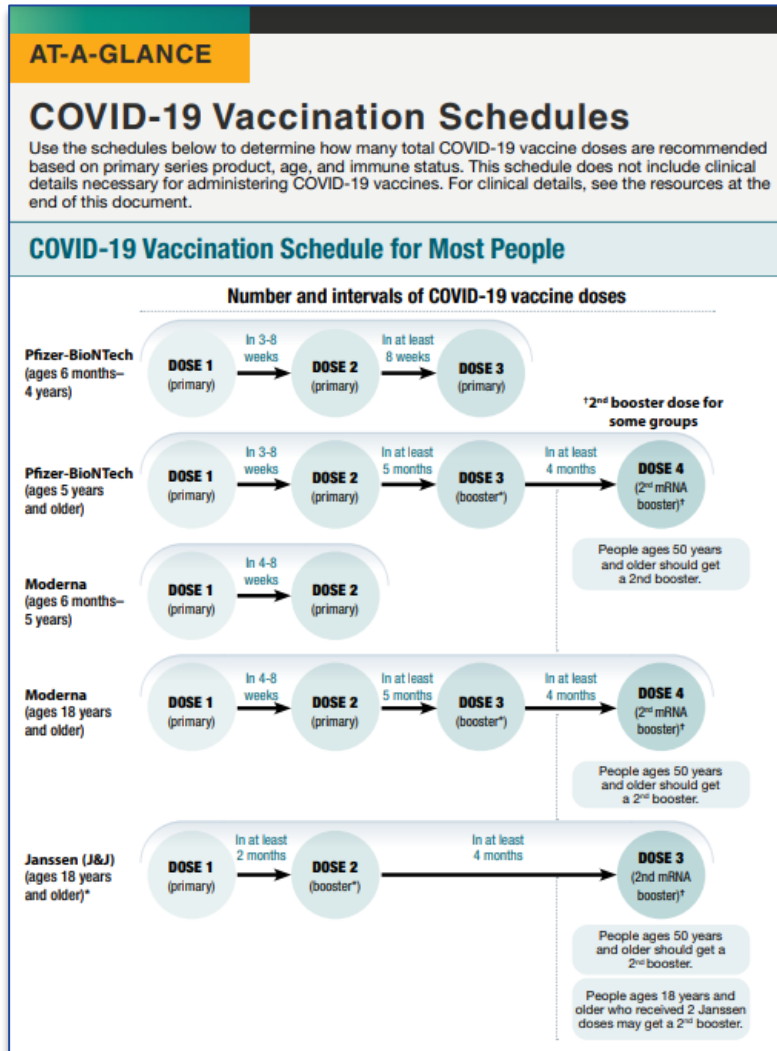 AT-A-GLANCE
COVID-19 Vaccination Schedules
Use the schedules below to determine how many total COVID-19 vaccine doses are recommended
based on primary series product, age, and immune status. This schedule does not include clinical
details necessary for administering COVID-19 vaccines. For clinical details, see the resources at the
end of this document.
COVID-19 Vaccination Schedule for Most People
Number and intervals of COVID-19 vaccine doses
Pfizer-BioNTech
(ages 6 months–
4 years)
DOSE 1
(primary)
In 3-8
weeks
DOSE 2
(primary)
In at least
8 weeks
DOSE 3
(primary)
†2nd booster dose for
some groups
Pfizer-BioNTech
(ages 5 years
and older)
DOSE 1
(primary)
In 3-8
weeks
DOSE 2
(primary)
In at least
5 months
DOSE 3
(booster*)
In at least
4 months
DOSE 4
(2nd mRNA
booster)†
People ages 50 years
and older should get
a 2nd booster.
Moderna
(ages 6 months–
5 years)
DOSE 1
(primary)
In 4-8
weeks
DOSE 2
(primary)
Moderna
(ages 18 years
and older)
DOSE 1
(primary)
In 4-8
weeks
DOSE 2
(primary)
In at least
5 months
DOSE 3
(booster*)
In at least
4 months
DOSE 4
(2nd mRNA
booster)†
People ages 50 years
and older should get
a 2nd booster.
Janssen (J&J)
(ages 18 years
and older)*
DOSE 1
(primary)
In at least
2 months
DOSE 2
(booster*)
In at least
4 months
DOSE 3
(2nd mRNA
booster)†
People ages 50 years
and older should get a
2nd booster.
People ages 18 years and
older who received 2 Janssen
doses may get a 2nd booster.